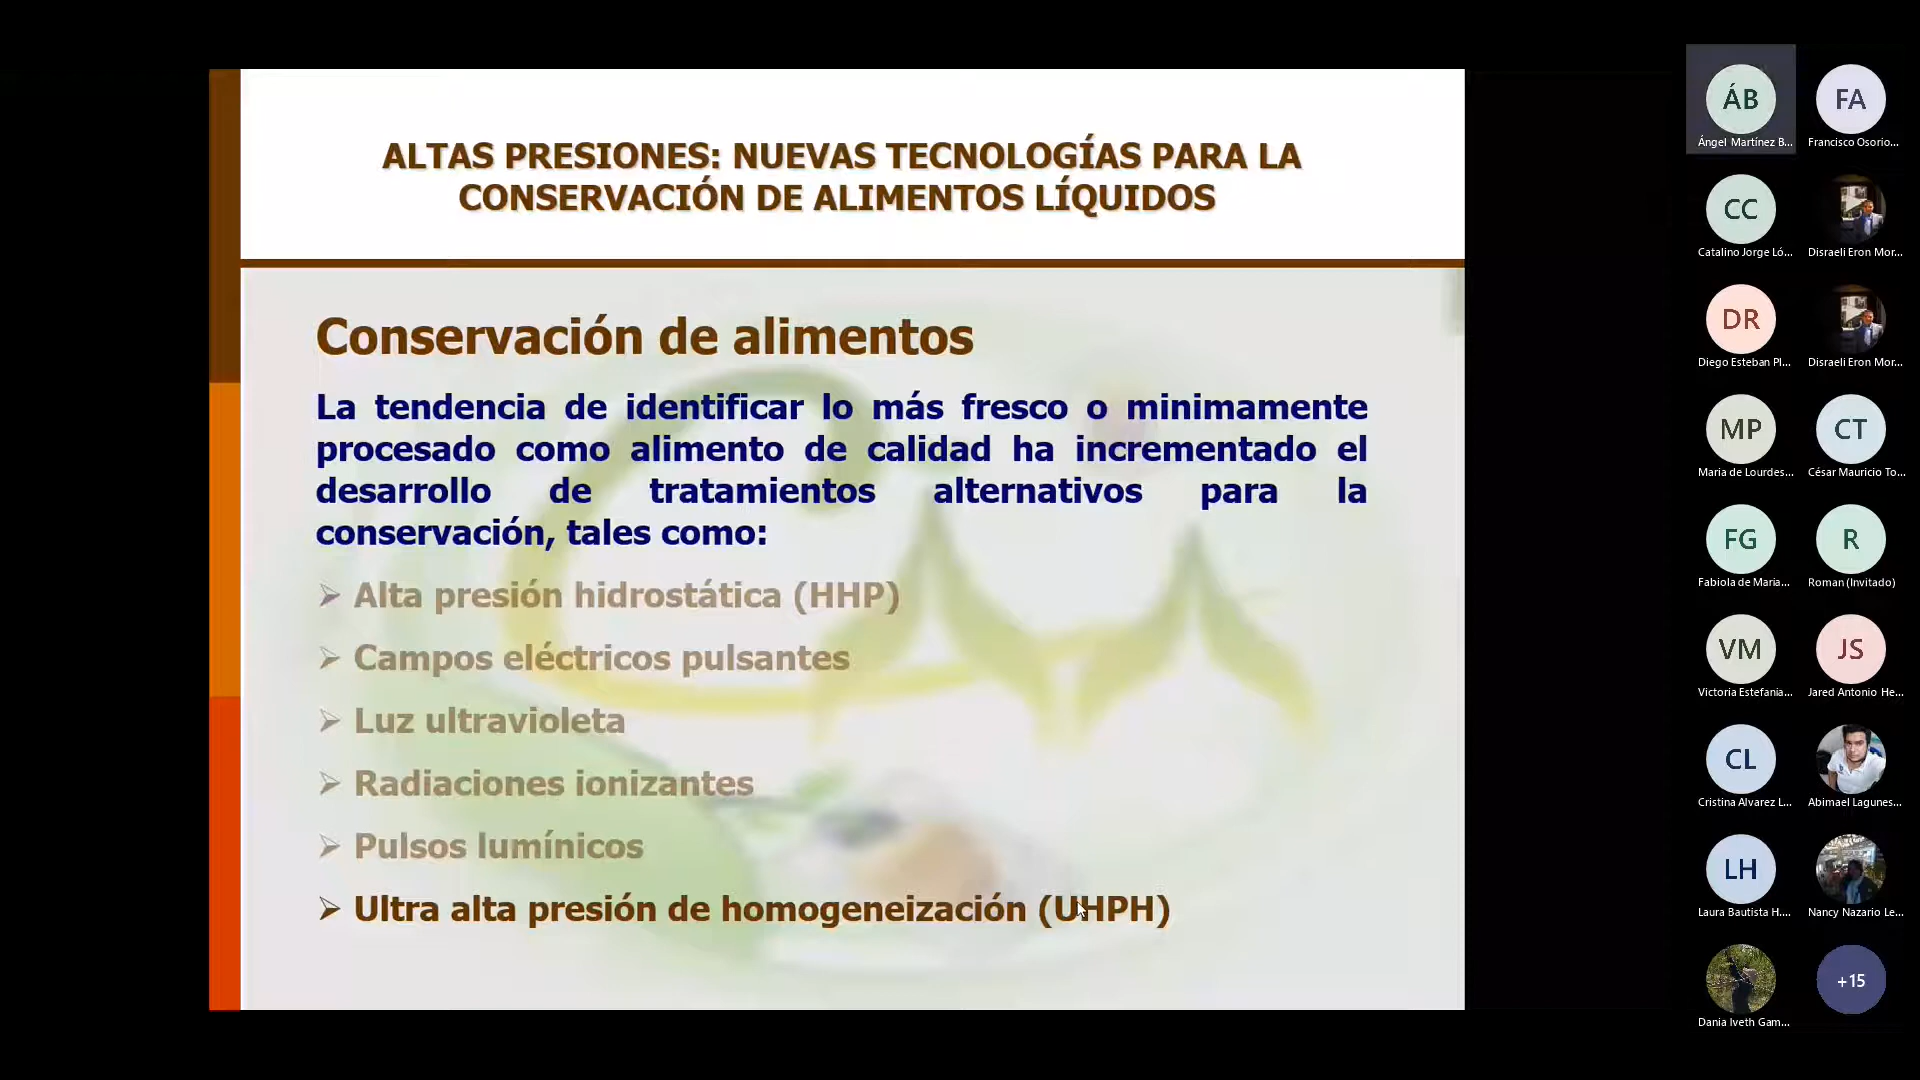 ALTAS PRESIONES: NUEVAS TECNOLOGÍAS PARA LA
CONSERVACIÓN DE ALIMENTOS LÍQUIDOS
Conservación de alimentos
La tendencia de identificar lo más fresco o minimamente
procesado como alimento de calidad ha incrementado el
desarrollo de tratamientos alternativos para la
conservación, tales como:
➢ Alta presión hidrostática (HHP)
➢ Campos eléctricos pulsantes
➢ Luz ultravioleta
➢ Radiaciones ionizantes
➢ Pulsos lumínicos
➢ Ultra alta presión de homogeneización (UHPH)
ÁB
Ángel Martínez B...
FA
Francisco Osorio...
CC
Catalino Jorge Ló...
Disraeli Eron Mor...
DR
Diego Esteban Pl...
Disraeli Eron Mor...
MP
Maria de Lourdes...
CT
César Mauricio To...
FG
Fabiola de Maria...
R
Roman (Invitado)
VM
Victoria Estefania...
JS
Jared Antonio He...
CL
Cristina Alvarez L...
Abimael Lagunes...
LH
Laura Bautista H....
Nancy Nazario Le...
Dania Iveth Gam...
+15